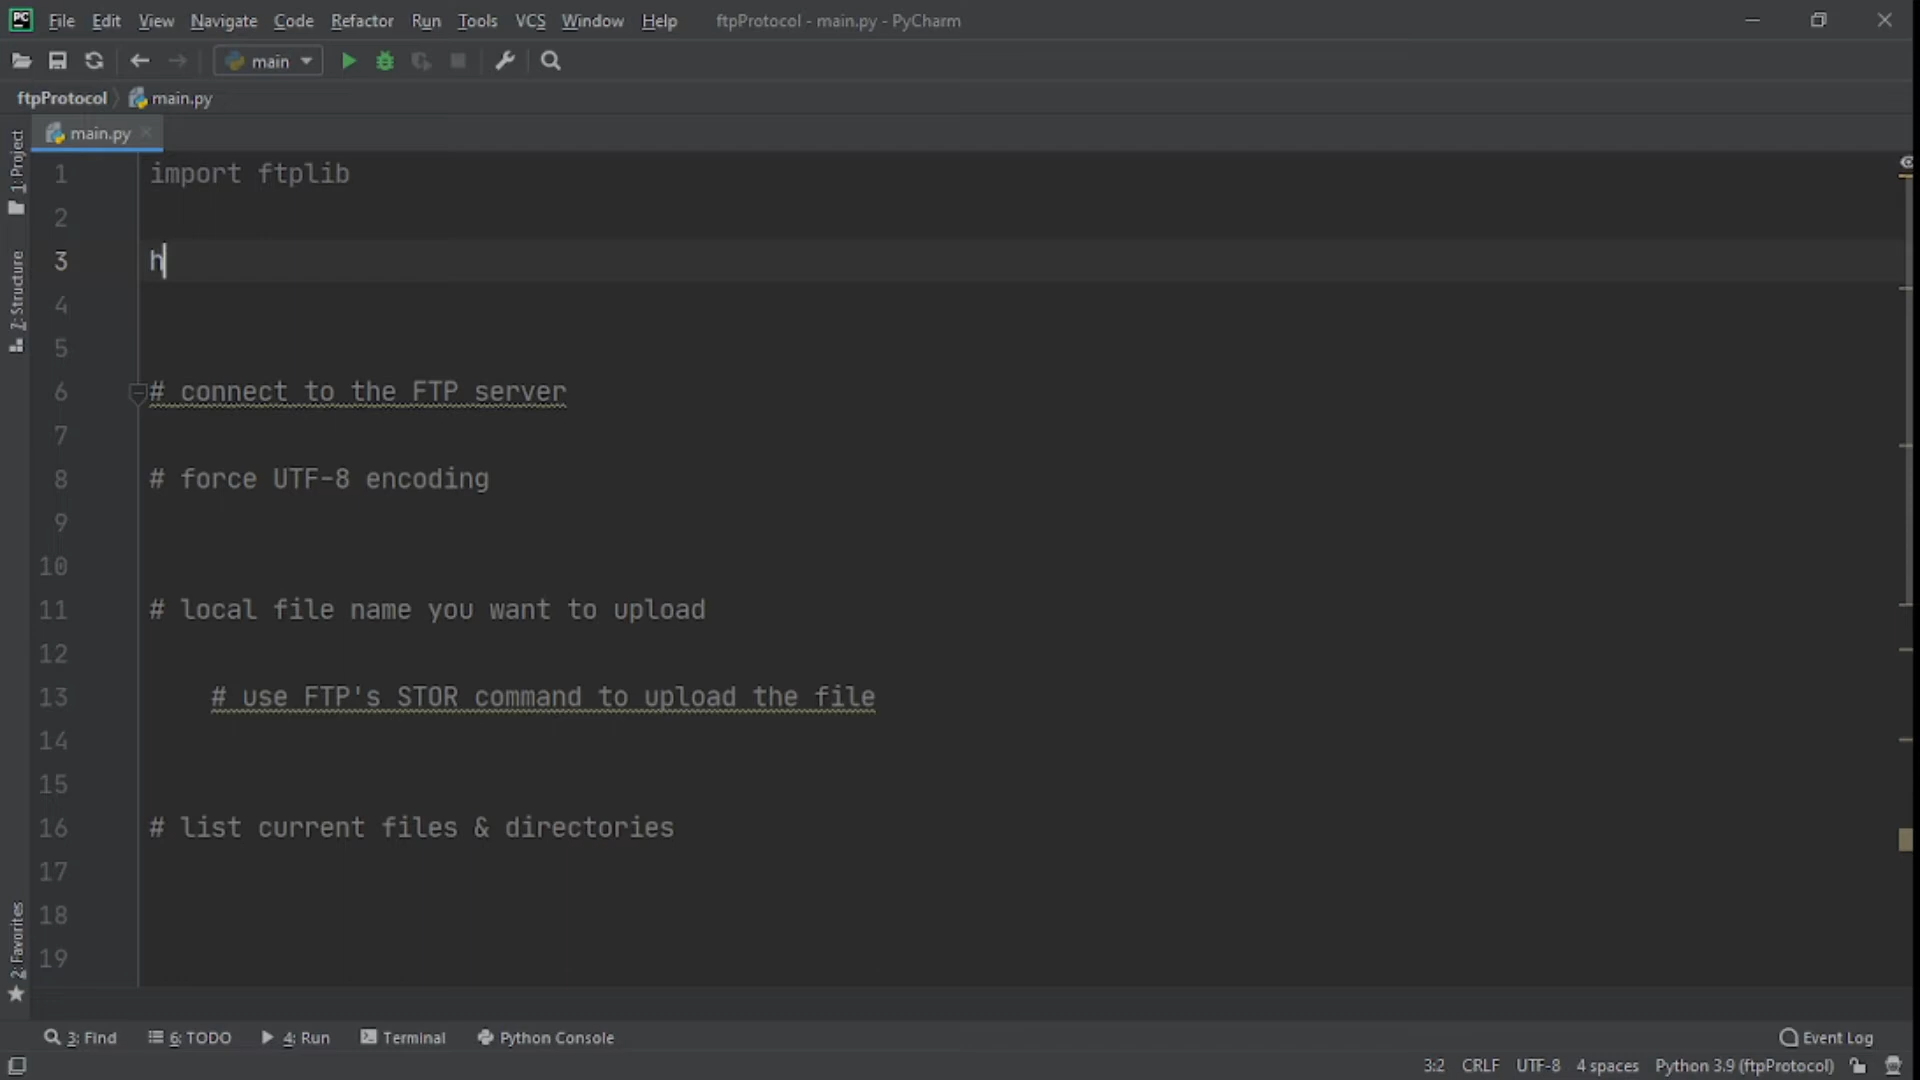 PC File Edit View Navigate Code Refactor Run Tools VCS Window Help ftpProtocol - main.py - PyCharm
main
ftpProtocol main.py
main.py
1: Project
7: Structure
2: Favorites
1 import ftplib
2
3 h
4
5
6 # connect to the FTP server
7
8 # force UTF-8 encoding
9
10
11 # local file name you want to upload
12
13 # use FTP's STOR command to upload the file
14
15
16 # list current files & directories
17
18
19
3: Find 6: TODO 4: Run Terminal Python Console Event Log
3:2 CRLF UTF-8 4 spaces Python 3.9 (ftpProtocol)